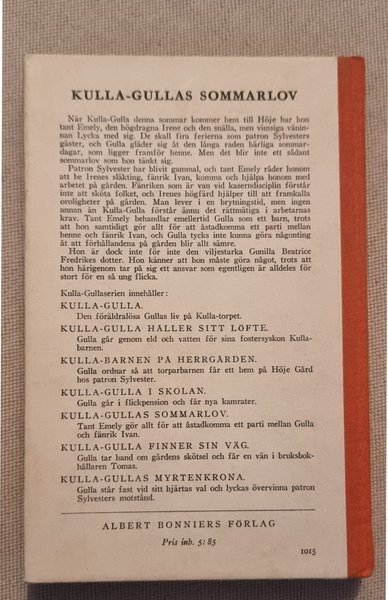 KULLA-GULLAS SOMMARLOV
När Kulla-Gulla denna sommar kommer hem till Höje har hon
tant Emely, den högdragna Irene och den snälla, men vimsiga vänin-
nan Lycka med sig. De skall fira ferierna som patron Sylvesters
gäster, och Gulla gläder sig åt den långa raden härliga sommar-
dagar, som ligger framför henne. Men det blir inte ett sådant
sommarlov som hon tänkt sig.
Patron Sylvester har blivit gammal, och tant Emely råder honom
att be Irenes släkting, fänrik Ivan, komma och hjälpa honom med
arbetet på gården. Fänriken som är van vid kaserndisciplin förstår
inte att sköta folket, och Irenes högfärd hjälper till att framkalla
oroligheter på gården. Man lever i en brytningstid, men ingen
annan än Kulla-Gulla förstår ännu det rättmätiga i arbetarnas
krav. Tant Emely behandlar emellertid Gulla som ett barn, trots
att hon samtidigt gör allt för att åstadkomma ett parti mellan
henne och fänrik Ivan, och Gulla tycks inte kunna göra någonting
åt att förhållandena på gården blir allt sämre.
Hon är dock inte för inte den viljestarka Gunilla Beatrice
Fredrikes dotter. Hon känner att hon måste göra något, trots att
hon härigenom tar på sig ett ansvar som egentligen är alldeles för
stort för en så ung flicka.
Kulla-Gullaserien innehåller:
KULLA-GULLA.
Den föräldralösa Gullas liv på Kulla-torpet.
KULLA-GULLA HÅLLER SITT LÖFTE.
Gulla går genom eld och vatten för sina fostersyskon Kulla-
barnen.
KULLA-BARNEN PÅ HERRGÅRDEN.
Gulla ordnar så att torparbarnen får ett hem på Höje Gård
hos patron Sylvester.
KULLA-GULLA I SKOLAN.
Gulla går i flickpension och får nya kamrater.
KULLA-GULLAS SOMMARLOV.
Tant Emely gör allt för att åstadkomma ett parti mellan Gulla
och fänrik Ivan.
KULLA-GULLA FINNER SIN VÄG.
Gulla tar hand om gårdens skötsel och får en vän i bruksbok-
hållaren Tomas.
KULLA-GULLAS MYRTENKRONA.
Gulla står fast vid sitt hjärtas val och lyckas övervinna patron
Sylvesters motstånd.
ALBERT BONNIERS FÖRLAG
Pris inb. 5:85
1015